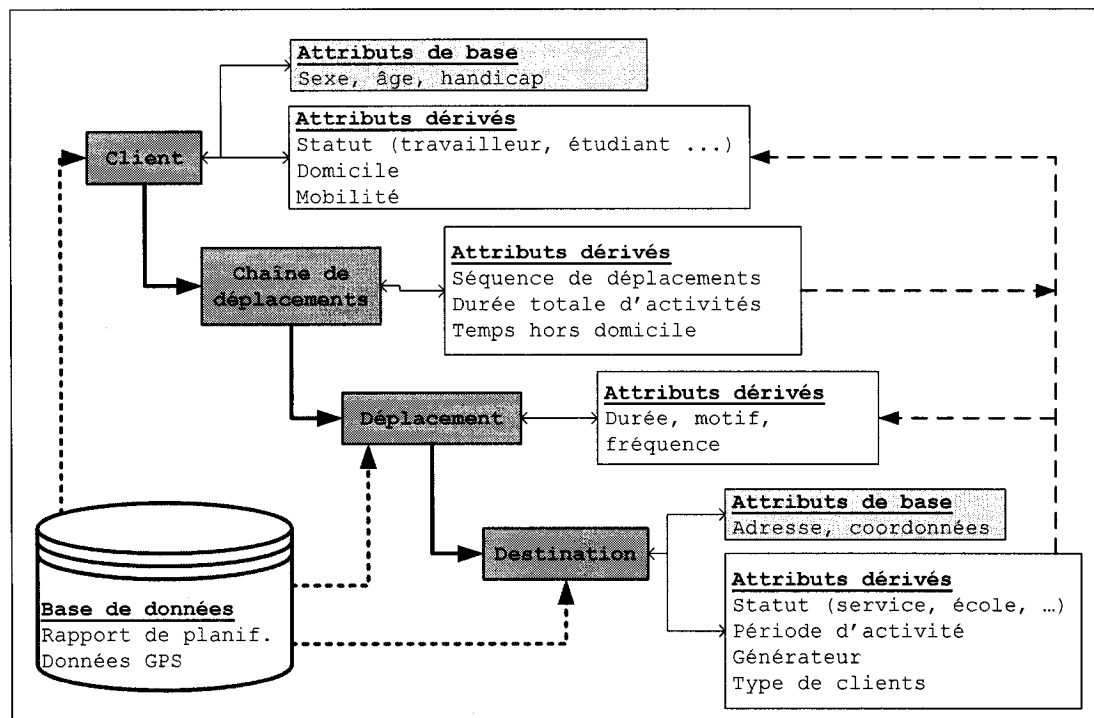 Attributs de base
Sexe, âge, handicap
Attributs dérivés
Statut (travailleur, étudiant ...)
Domicile
Mobilité
Client
Chaîne de
déplacements
Attributs dérivés
Séquence de déplacements
Durée totale d'activités
Temps hors domicile
Déplacement
Attributs dérivés
Durée, motif,
fréquence
Destination
Attributs de base
Adresse, coordonnées
Attributs dérivés
Statut (service, école, …)
Période d'activité
Générateur
Type de clients
Base de données
Rapport de planif.
Données GPS